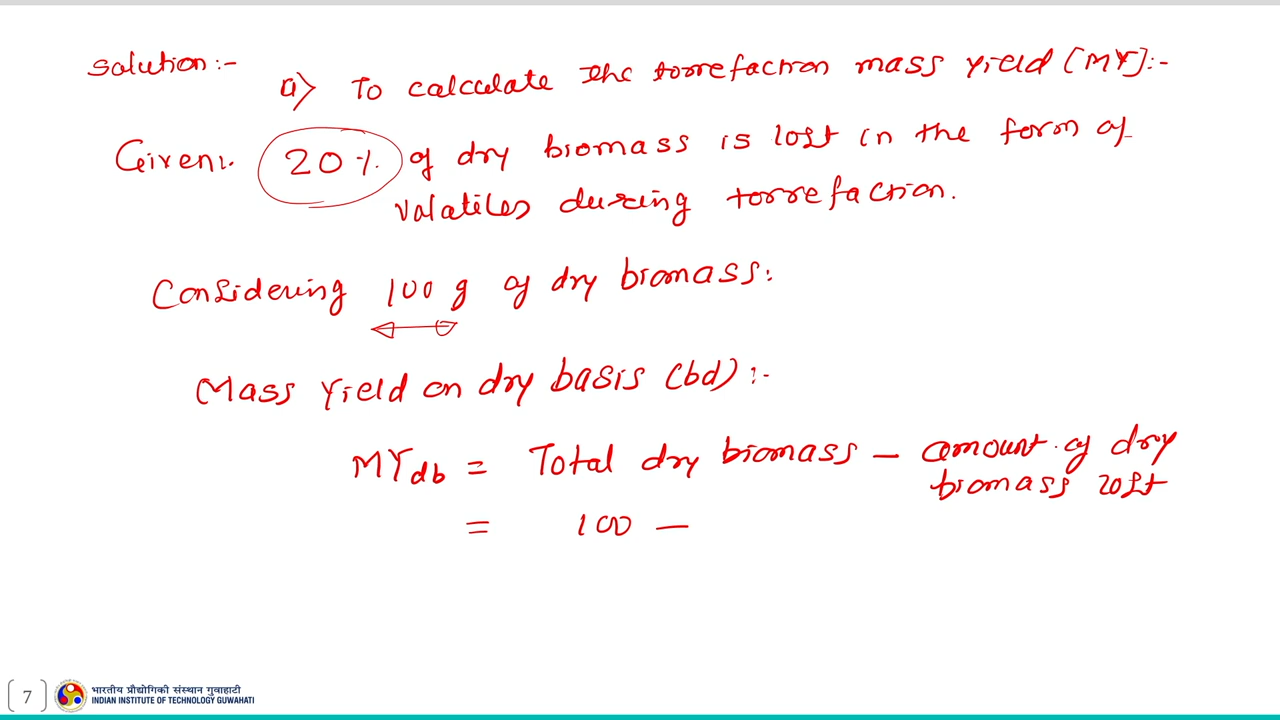 Solution :-
a) To calculate the torrefaction mass yield [MY]:-
Given:. 20%. of dry biomass is lost in the form of
volatiles during torrefaction.
Considering 100 g of dry biomass:
Mass Yield on dry basis (bd) :-
MYdb = Total dry biomass - amount of dry
biomass lost
= 100 -
7
भारतीय प्रौद्योगिकी संस्थान गुवाहाटी
INDIAN INSTITUTE OF TECHNOLOGY GUWAHATI